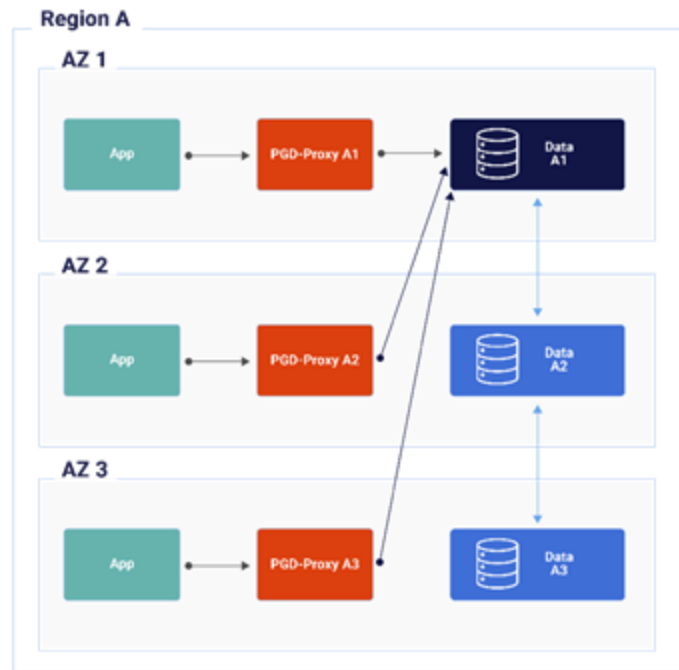 Region A
AZ 1
App
PGD-Proxy A1
Data
A1
AZ 2
App
PGD-Proxy A2
Data
A2
AZ 3
App
PGD-Proxy A3
Data
A3